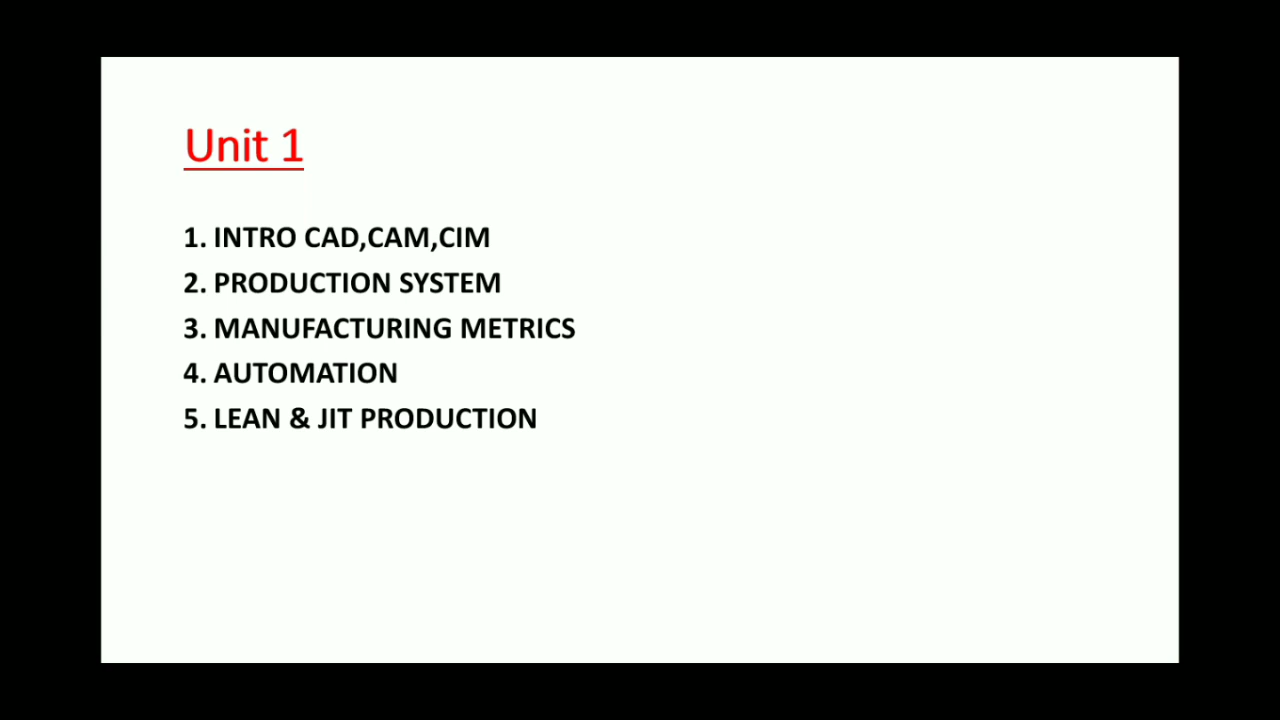 Unit 1
1. INTRO CAD,CAM,CIM
2. PRODUCTION SYSTEM
3. MANUFACTURING METRICS
4. AUTOMATION
5. LEAN & JIT PRODUCTION